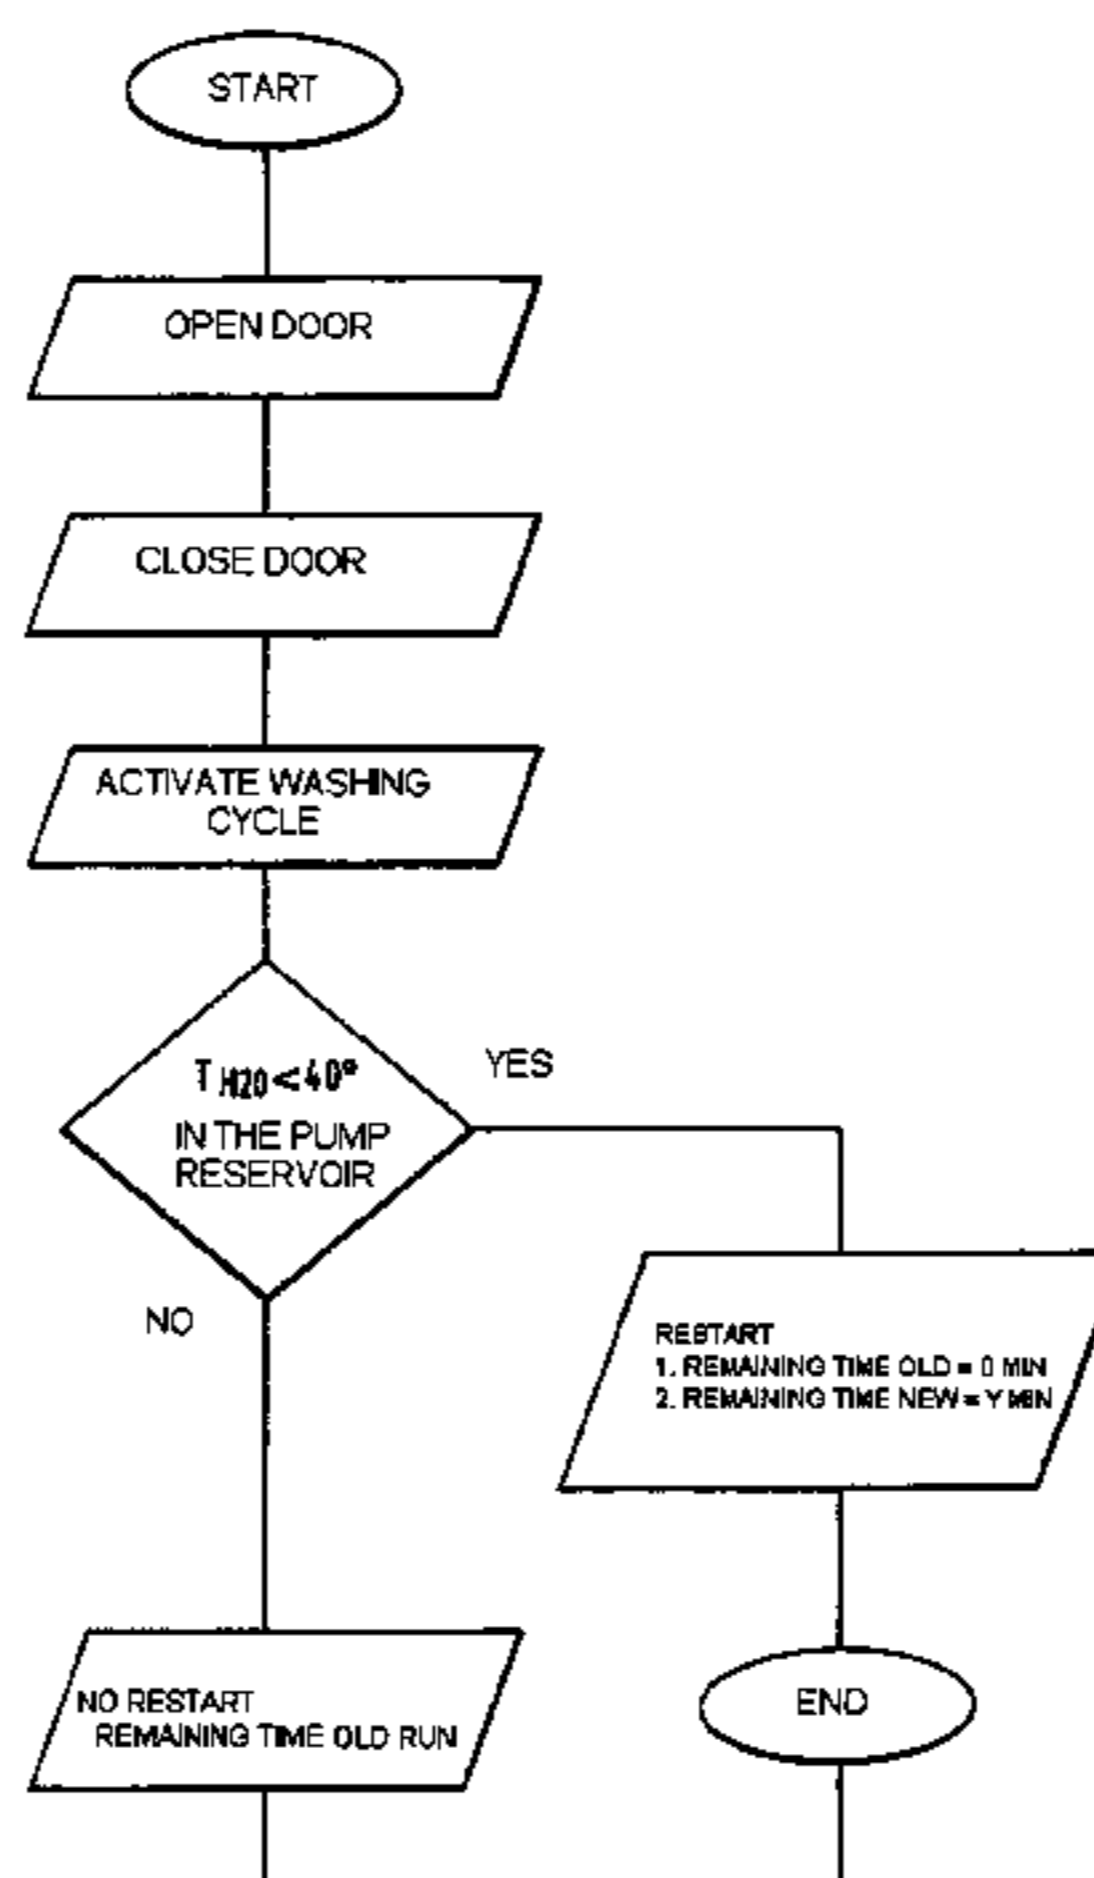 START
OPEN DOOR
CLOSE DOOR
ACTIVATE WASHING
CYCLE
T H20 < 40°
IN THE PUMP
RESERVOIR
YES
NO
RESTART
1. REMAINING TIME OLD = 0 MIN
2. REMAINING TIME NEW = Y MIN
NO RESTART
REMAINING TIME OLD RUN
END